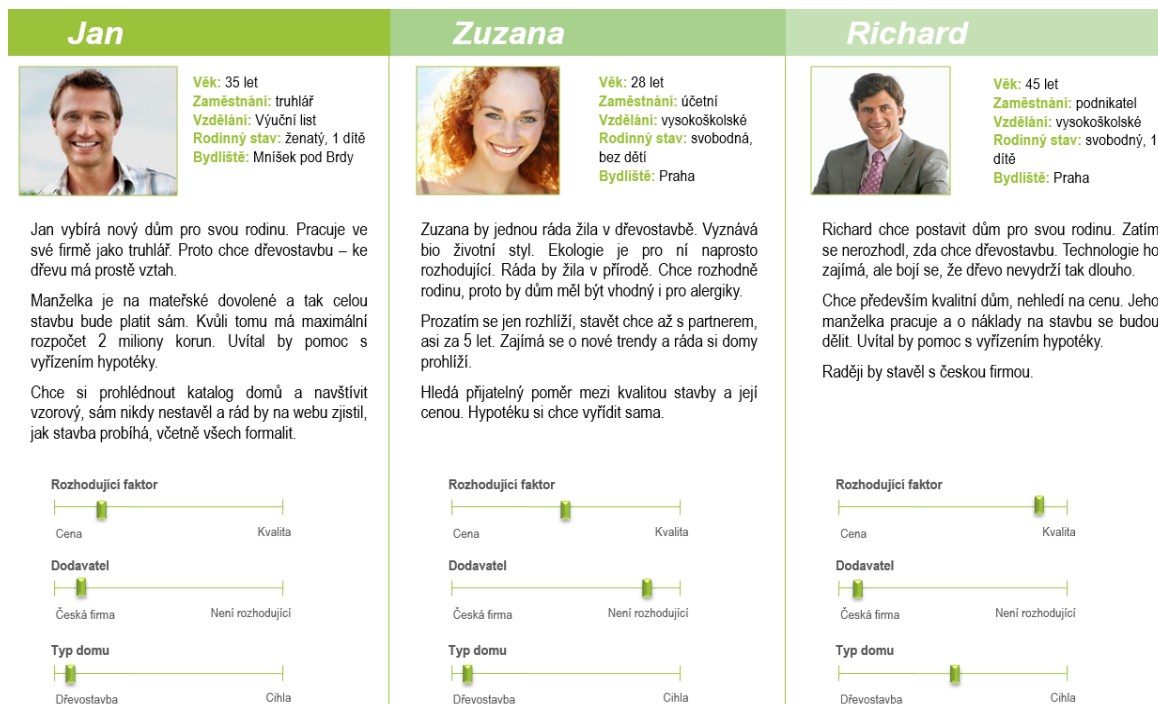 Jan
Věk: 35 let
Zaměstnání: truhlář
Vzdělání: Výuční list
Rodinný stav: ženatý, 1 dítě
Bydliště: Mníšek pod Brdy
Jan vybírá nový dům pro svou rodinu. Pracuje ve
své firmě jako truhlář. Proto chce dřevostavbu – ke
dřevu má prostě vztah.
Manželka je na mateřské dovolené a tak celou
stavbu bude platit sám. Kvůli tomu má maximální
rozpočet 2 miliony korun. Uvítal by pomoc s
vyřízením hypotéky.
Chce si prohlédnout katalog domů a navštívit
vzorový, sám nikdy nestavěl a rád by na webu zjistil,
jak stavba probíhá, včetně všech formalit.
Rozhodující faktor
Cena Kvalita
Dodavatel
Česká firma Není rozhodující
Typ domu
Dřevostavba Cihla
Zuzana
Věk: 28 let
Zaměstnání: účetní
Vzdělání: vysokoškolské
Rodinný stav: svobodná,
bez dětí
Bydliště: Praha
Zuzana by jednou ráda žila v dřevostavbě. Vyznává
bio životní styl. Ekologie je pro ní naprosto
rozhodující. Ráda by žila v přírodě. Chce rozhodně
rodinu, proto by dům měl být vhodný i pro alergiky.
Prozatím se jen rozhlíží, stavět chce až s partnerem,
asi za 5 let. Zajímá se o nové trendy a ráda si domy
prohlíží.
Hledá přijatelný poměr mezi kvalitou stavby a její
cenou. Hypotéku si chce vyřídit sama.
Rozhodující faktor
Cena Kvalita
Dodavatel
Česká firma Není rozhodující
Typ domu
Dřevostavba Cihla
Richard
Věk: 45 let
Zaměstnání: podnikatel
Vzdělání: vysokoškolské
Rodinný stav: svobodný, 1
dítě
Bydliště: Praha
Richard chce postavit dům pro svou rodinu. Zatím
se nerozhodl, zda chce dřevostavbu. Technologie ho
zajímá, ale bojí se, že dřevo nevydrží tak dlouho.
Chce především kvalitní dům, nehledí na cenu. Jeho
manželka pracuje a o náklady na stavbu se budou
dělit. Uvítal by pomoc s vyřízením hypotéky.
Raději by stavěl s českou firmou.
Rozhodující faktor
Cena Kvalita
Dodavatel
Česká firma Není rozhodující
Typ domu
Dřevostavba Cihla